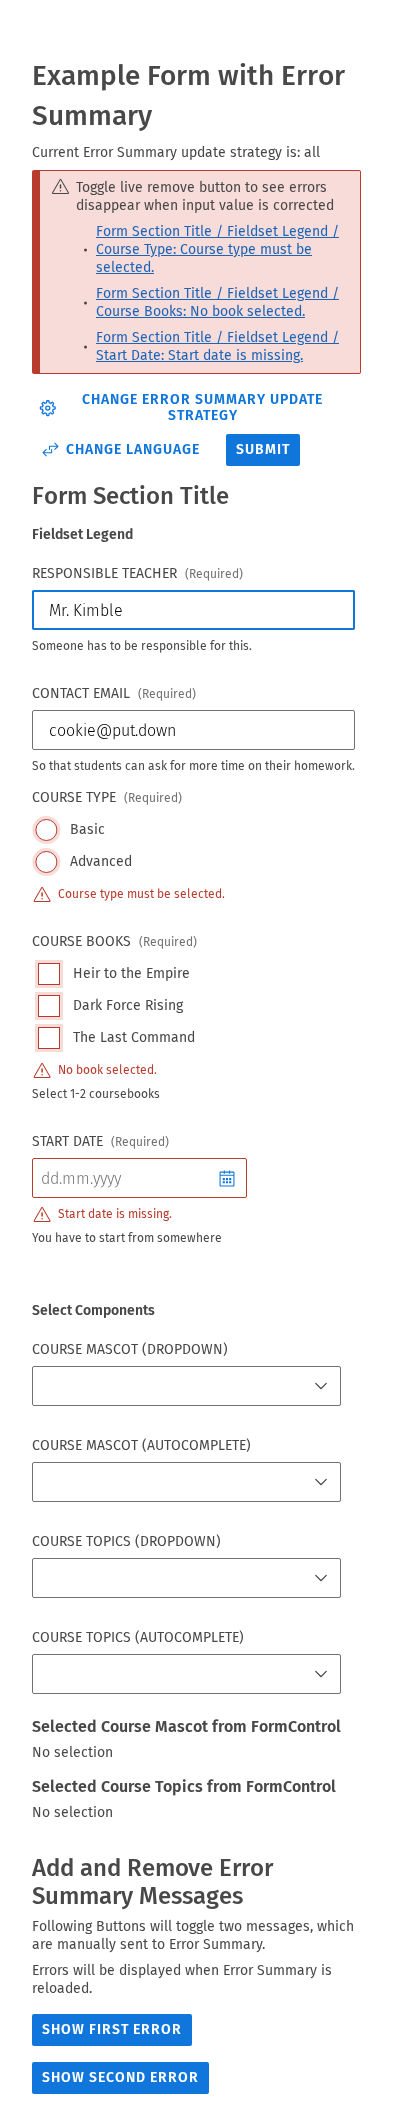 Example Form with Error
Summary
Current Error Summary update strategy is: all
Toggle live remove button to see errors
disappear when input value is corrected
Form Section Title / Fieldset Legend /
Course Type: Course type must be
selected.
Form Section Title / Fieldset Legend /
Course Books: No book selected.
Form Section Title / Fieldset Legend /
Start Date: Start date is missing.
CHANGE ERROR SUMMARY UPDATE
STRATEGY
CHANGE LANGUAGE SUBMIT
Form Section Title
Fieldset Legend
RESPONSIBLE TEACHER (Required)
Mr. Kimble
Someone has to be responsible for this.
CONTACT EMAIL (Required)
cookie@put.down
So that students can ask for more time on their homework.
COURSE TYPE (Required)
Basic
Advanced
Course type must be selected.
COURSE BOOKS (Required)
Heir to the Empire
Dark Force Rising
The Last Command
No book selected.
Select 1-2 coursebooks
START DATE (Required)
dd.mm.yyyy
Start date is missing.
You have to start from somewhere
Select Components
COURSE MASCOT (DROPDOWN)
COURSE MASCOT (AUTOCOMPLETE)
COURSE TOPICS (DROPDOWN)
COURSE TOPICS (AUTOCOMPLETE)
Selected Course Mascot from FormControl
No selection
Selected Course Topics from FormControl
No selection
Add and Remove Error
Summary Messages
Following Buttons will toggle two messages, which
are manually sent to Error Summary.
Errors will be displayed when Error Summary is
reloaded.
SHOW FIRST ERROR
SHOW SECOND ERROR